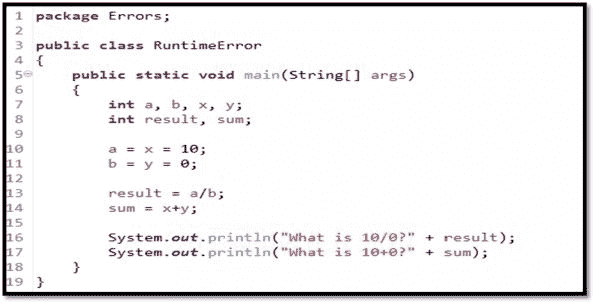 1 package Errors;
2
3 public class RuntimeError
4 {
5 public static void main(String[] args)
6 {
7 int a, b, x, y;
8 int result, sum;
9
10 a = x = 10;
11 b = y = 0;
12
13 result = a/b;
14 sum = x+y;
15
16 System.out.println("What is 10/0?" + result);
17 System.out.println("What is 10+0?" + sum);
18 }
19 }